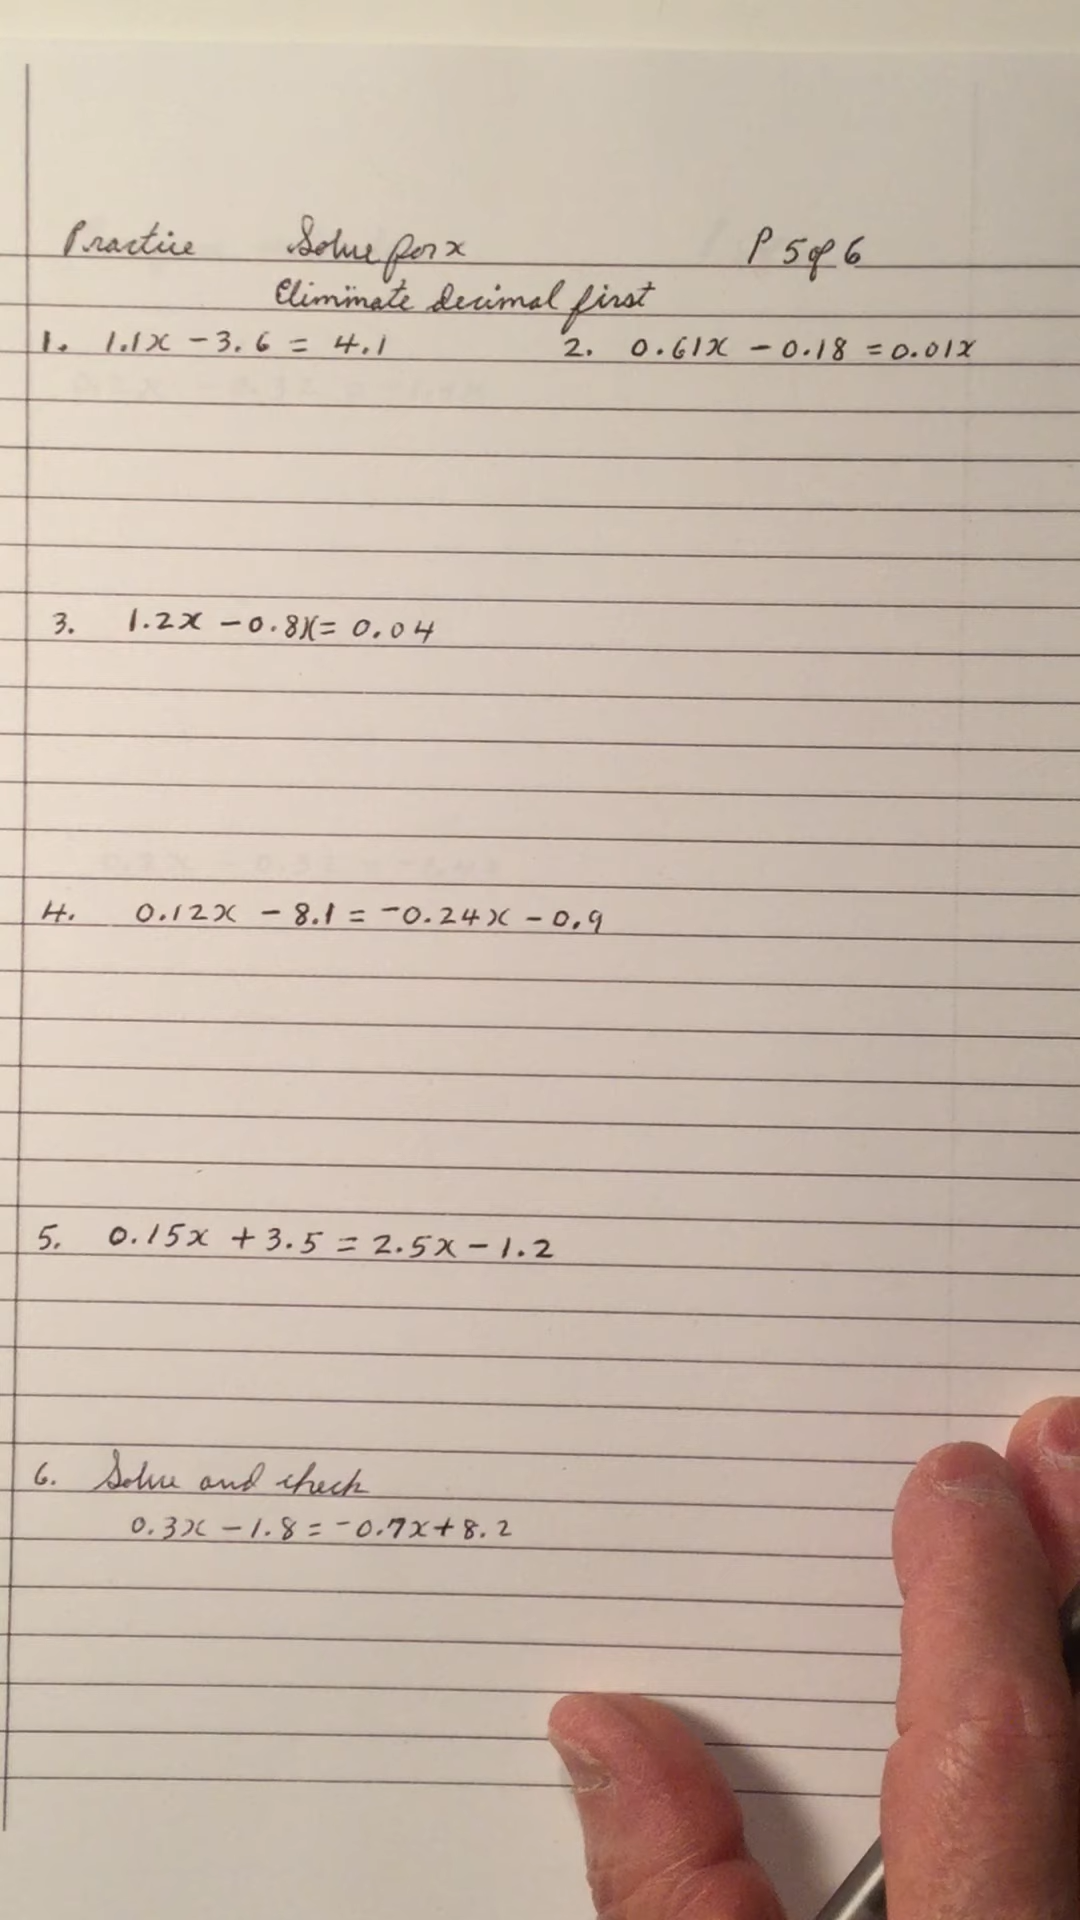 Practice Solve for x P 5 of 6
Eliminate decimal first
1. 1.1x - 3.6 = 4.1 2. 0.61x - 0.18 = 0.01x
3. 1.2x - 0.8x = 0.04
4. 0.12x - 8.1 = -0.24x - 0.9
5. 0.15x + 3.5 = 2.5x - 1.2
6. Solve and check
0.3x - 1.8 = -0.7x + 8.2